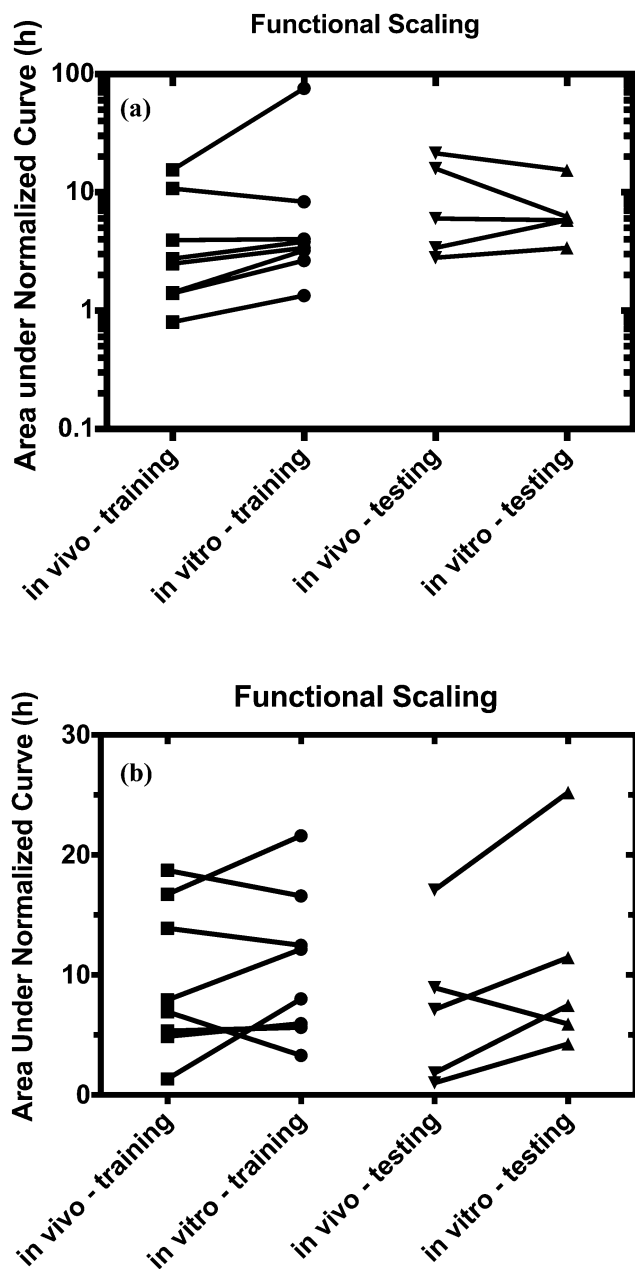 Functional Scaling
Area under Normalized Curve (h)
(a)
100
10
1
0.1
in vivo - training
in vitro - training
in vivo - testing
in vitro - testing
Functional Scaling
Area Under Normalized Curve (h)
(b)
30
20
10
0
in vivo - training
in vitro - training
in vivo - testing
in vitro - testing